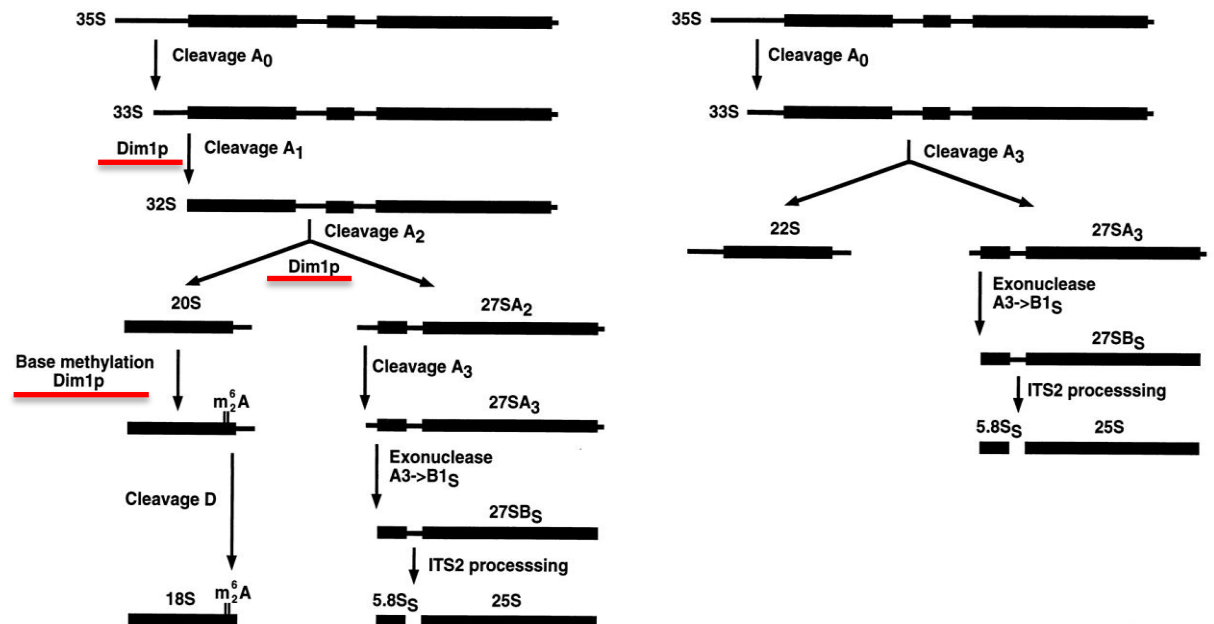 35S
Cleavage A0
33S
Dim1p
Cleavage A1
32S
Cleavage A2
Dim1p
20S
27SA2
Base methylation
Dim1p
Cleavage A3
m62A
27SA3
Exonuclease
A3->B1S
Cleavage D
27SBS
ITS2 processsing
18S
m62A
5.8SS
25S
35S
Cleavage A0
33S
Cleavage A3
22S
27SA3
Exonuclease
A3->B1S
27SBS
ITS2 processsing
5.8SS
25S